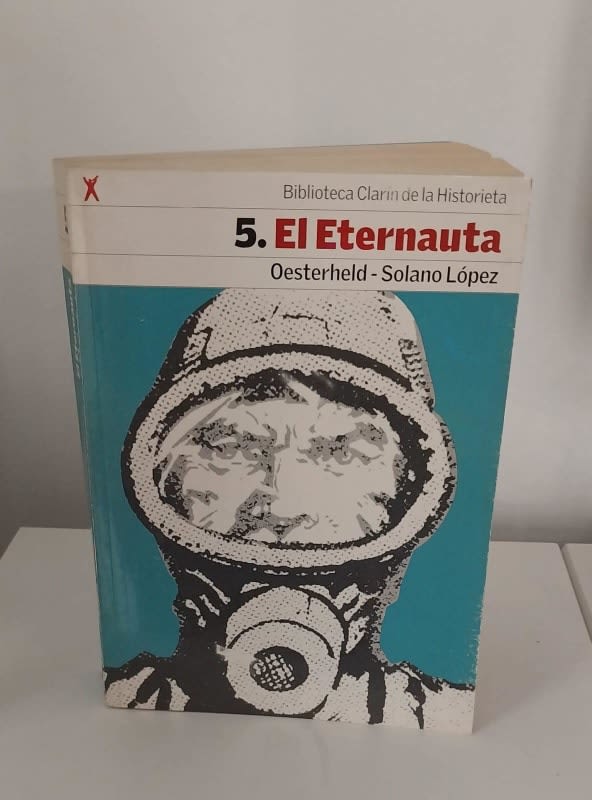 Biblioteca Clarín de la Historieta
5. El Eternauta
Oesterheld - Solano López